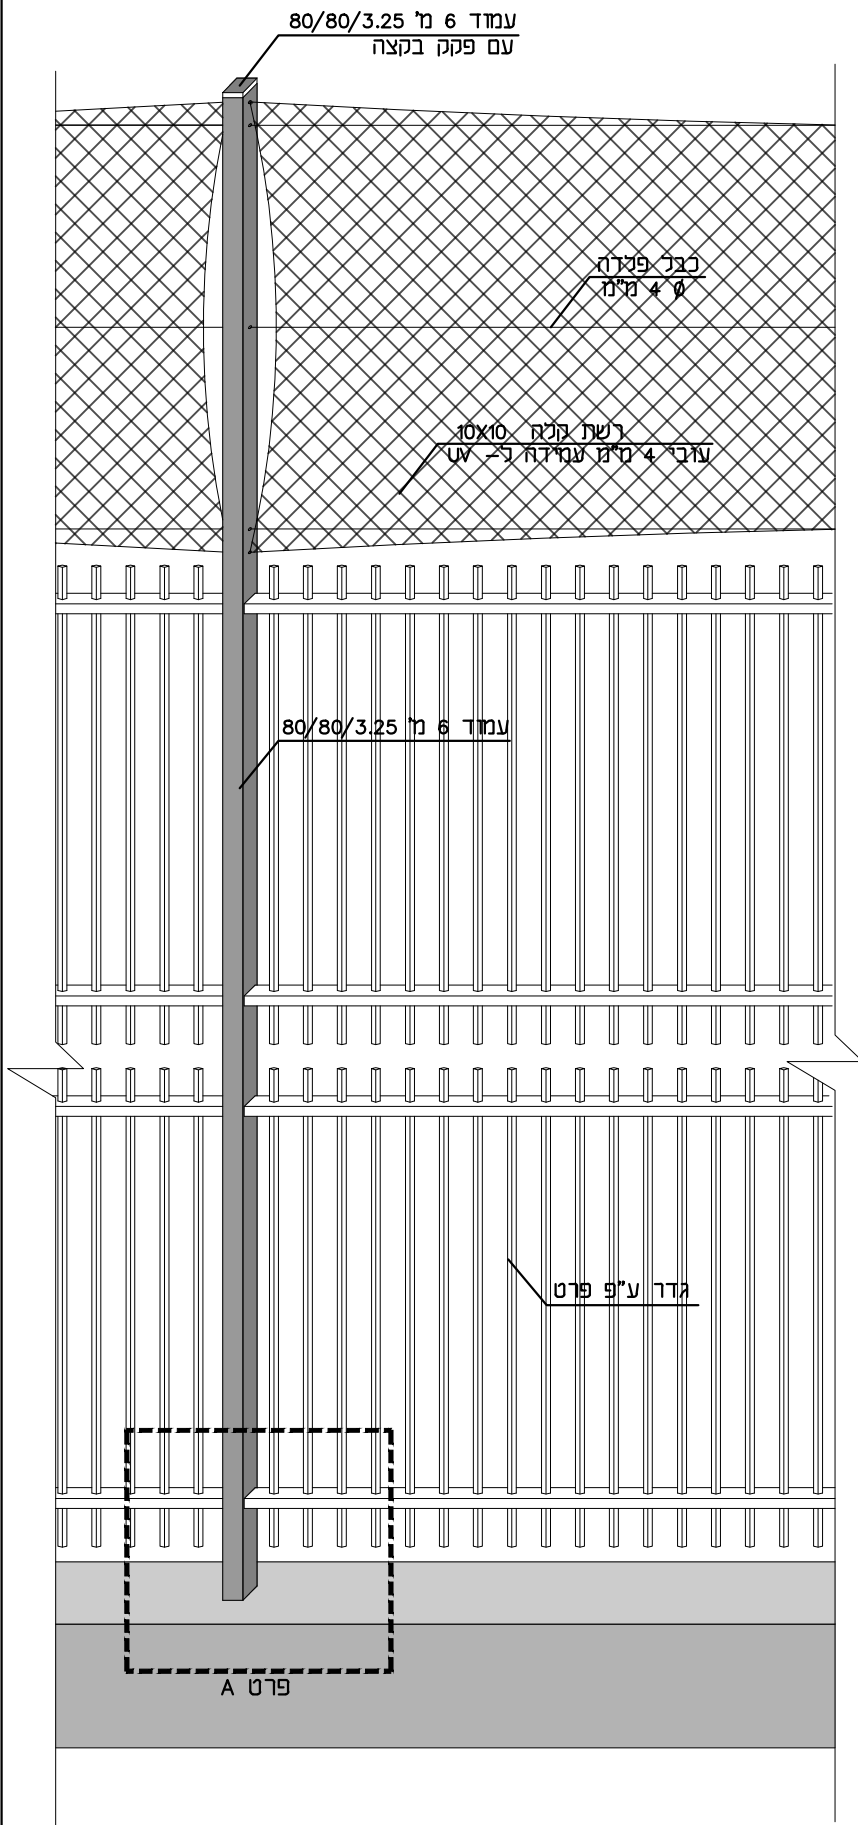 עמוד 6 מ' 80/80/3.25
עם פקק בקצה
כבל פלדה
Ø 4 מ"מ
רשת קלה 10X10
עובי 4 מ"מ עמידה ל- UV
עמוד 6 מ' 80/80/3.25
גדר ע"פ פרט
פרט A